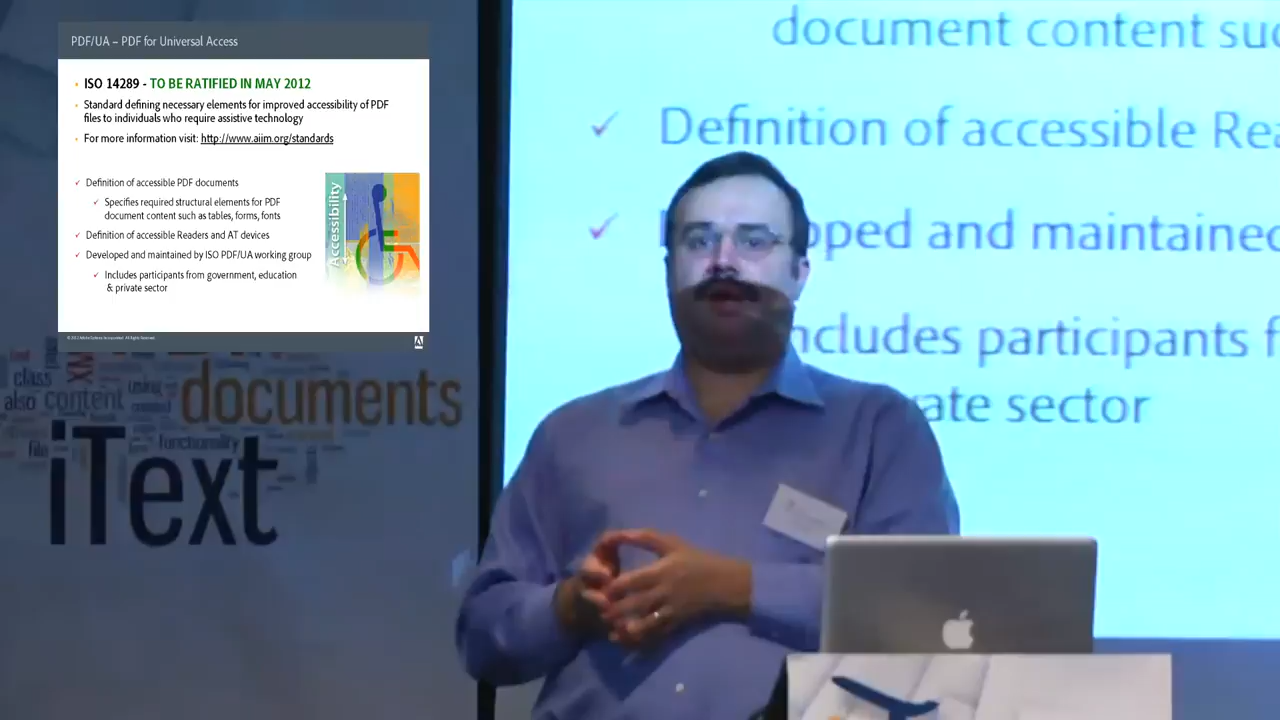 PDF/UA – PDF for Universal Access
ISO 14289 - TO BE RATIFIED IN MAY 2012
Standard defining necessary elements for improved accessibility of PDF
files to individuals who require assistive technology
For more information visit: http://www.aiim.org/standards
Definition of accessible PDF documents
Specifies required structural elements for PDF
document content such as tables, forms, fonts
Definition of accessible Readers and AT devices
Developed and maintained by ISO PDF/UA working group
Includes participants from government, education
& private sector
Accessibility
class
also content
using
documents
file
functionality
iText
document content suc
Definition of accessible Rea
oped and maintained
ncludes participants f
ate sector